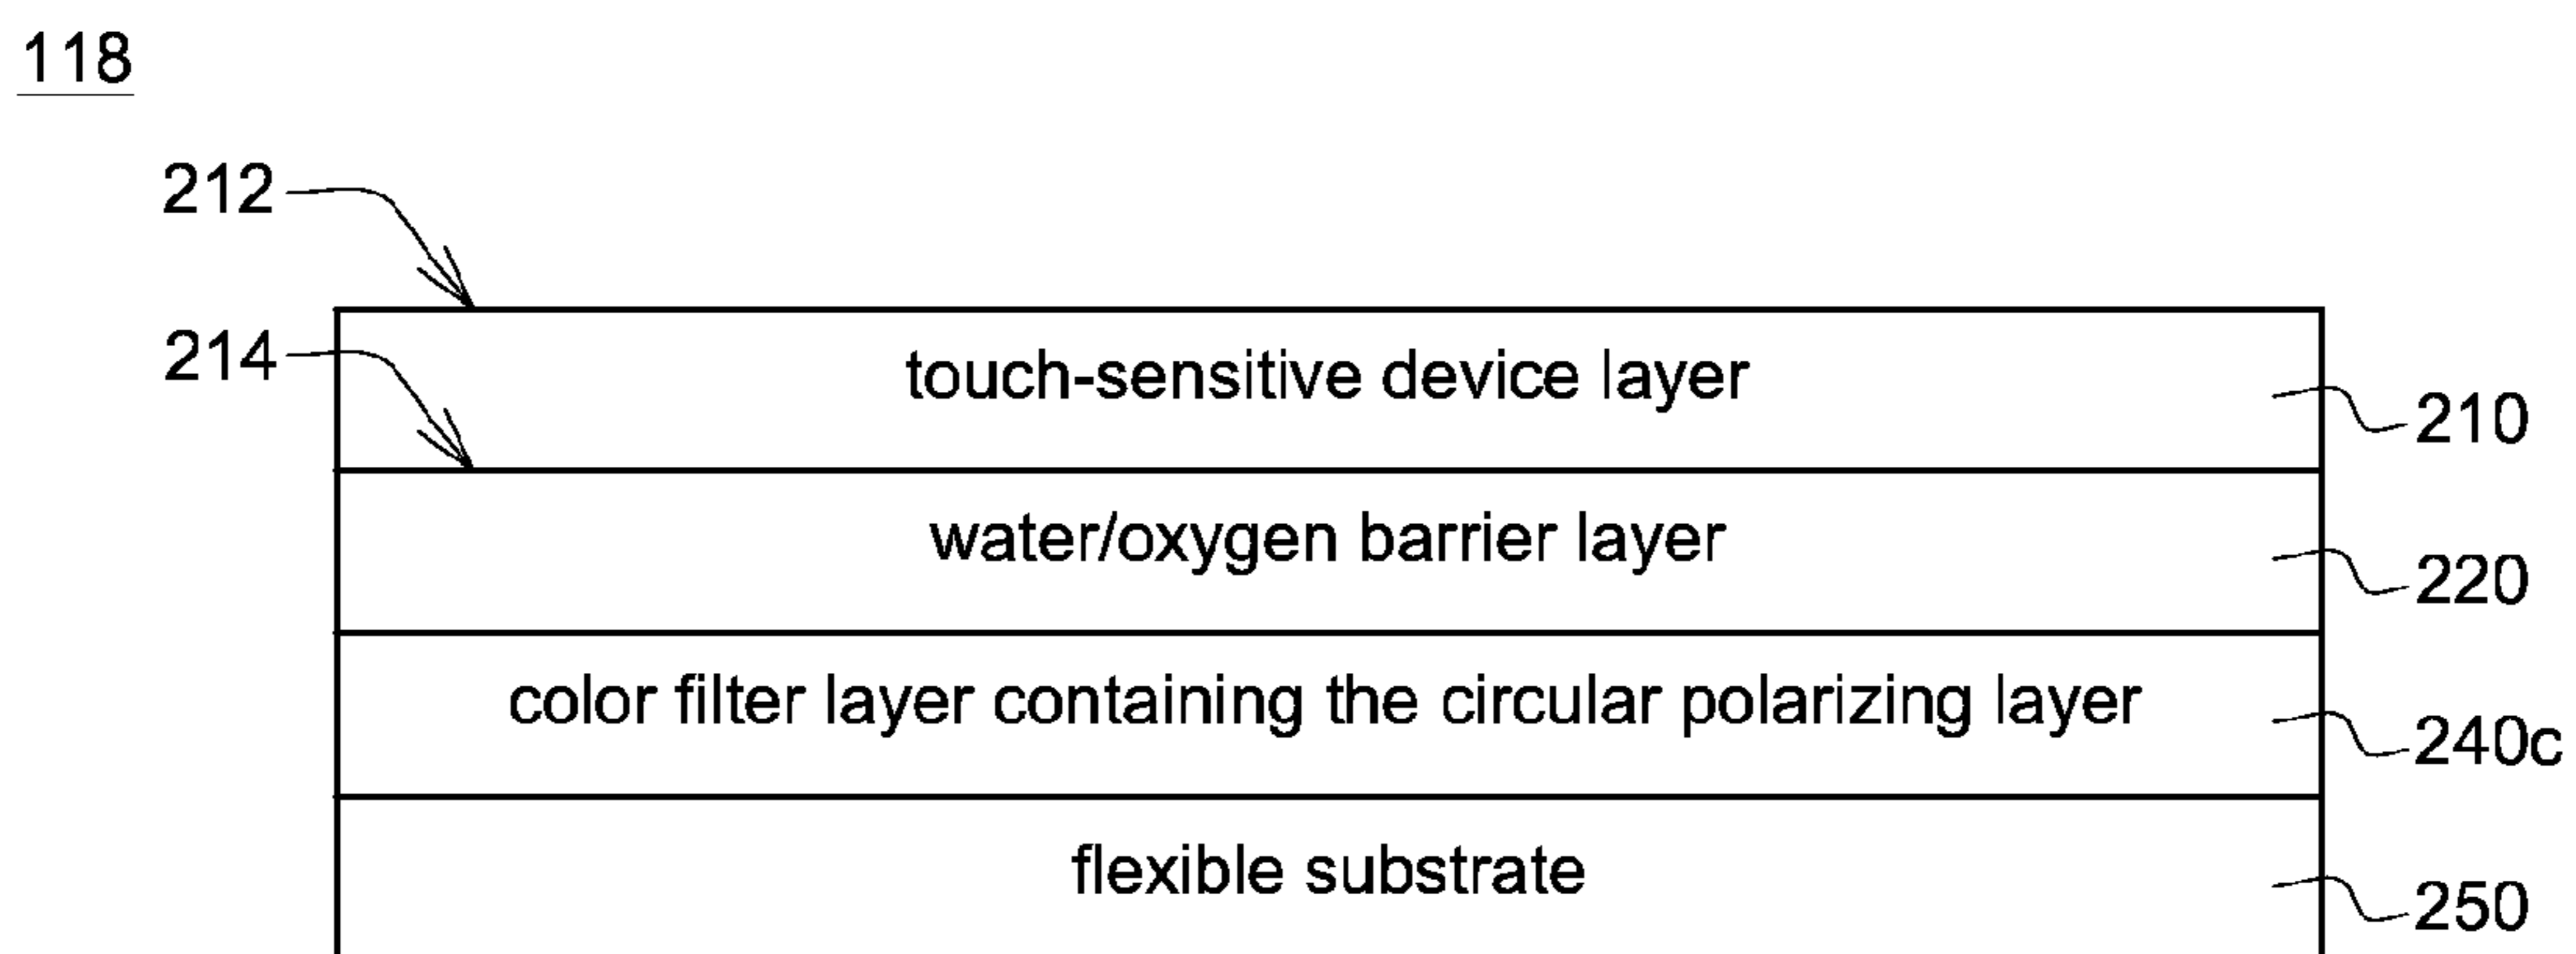 118
212
214
touch-sensitive device layer
210
water/oxygen barrier layer
220
color filter layer containing the circular polarizing layer
240c
flexible substrate
250